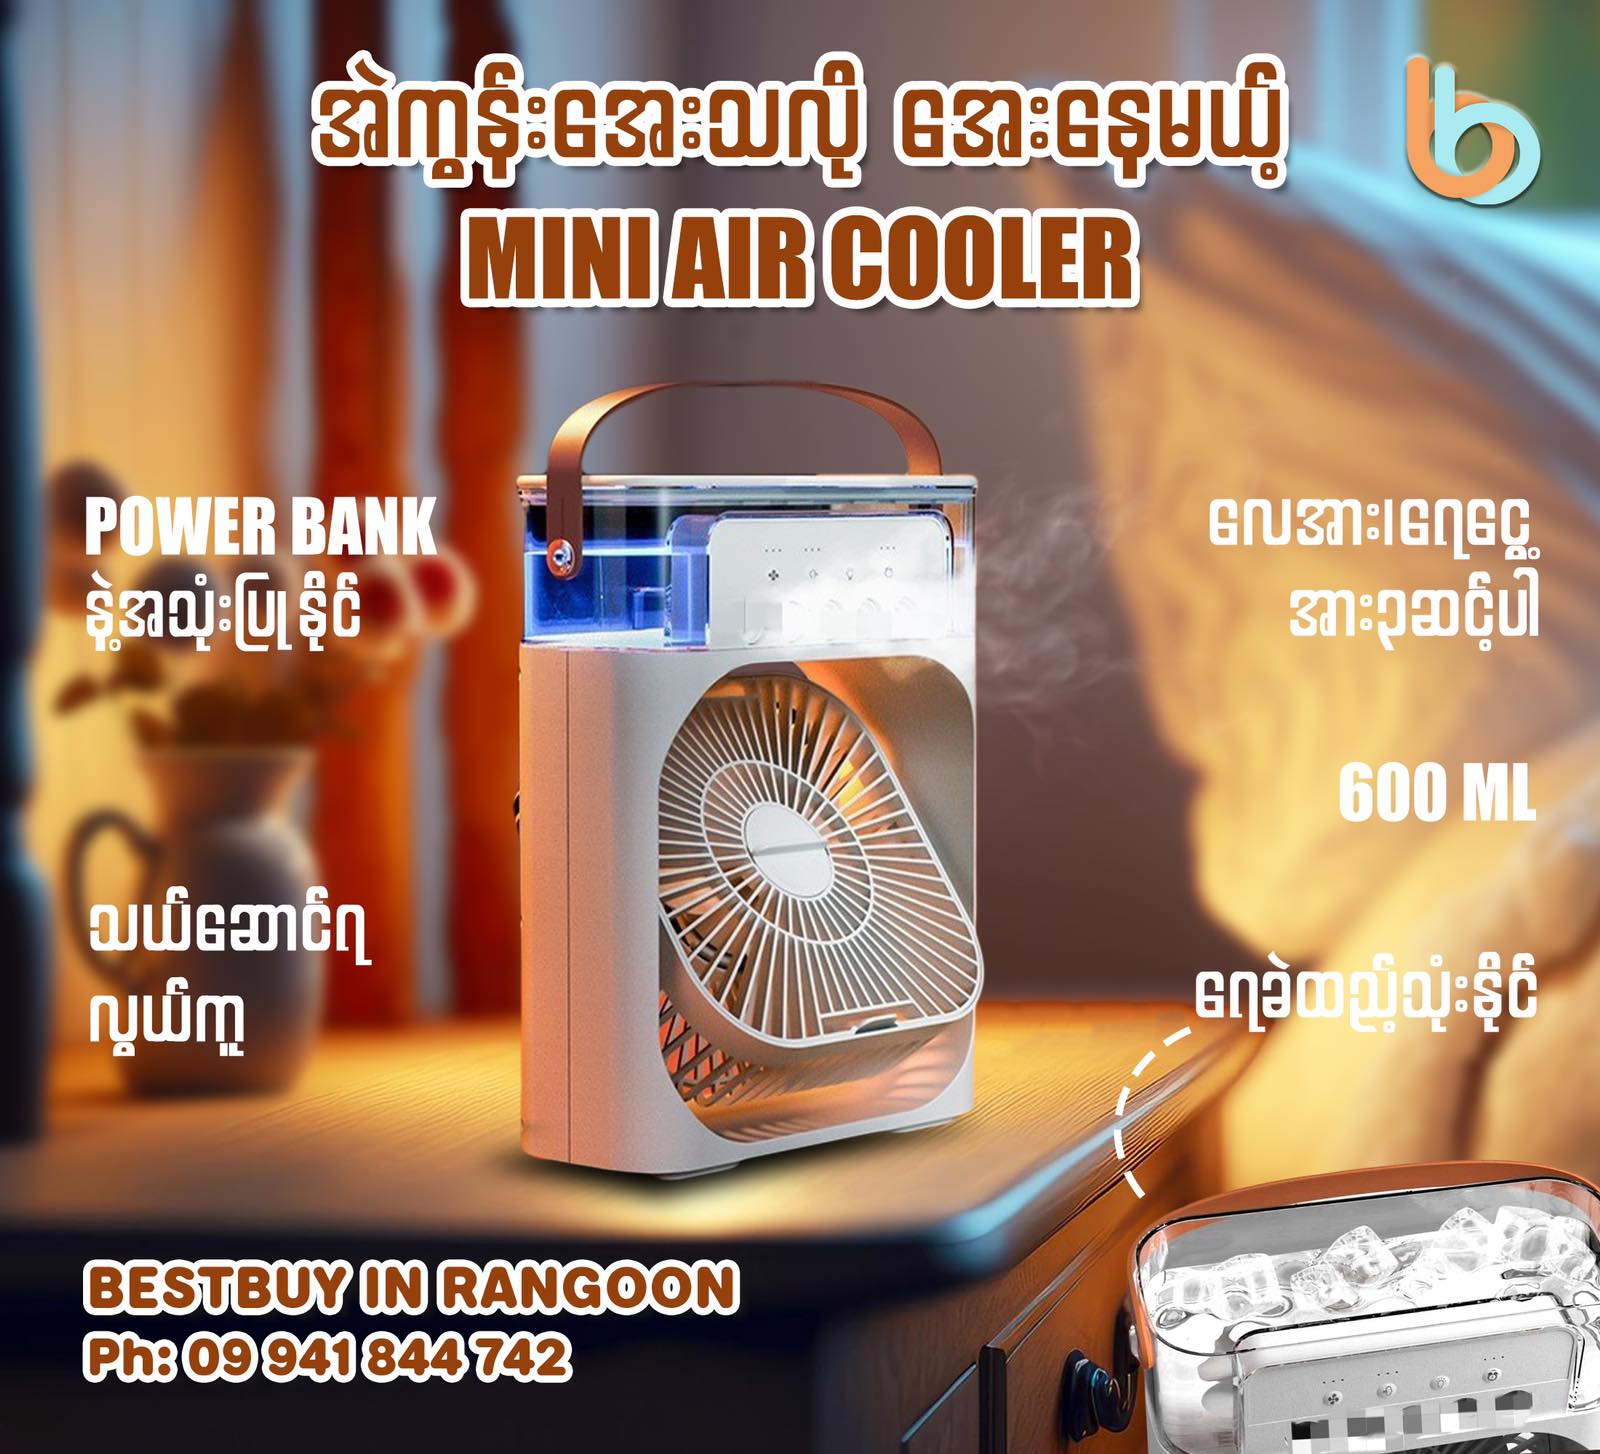 အဲကွန်းအေးသလို အေးနေမယ့်
MINI AIR COOLER
POWER BANK
နဲ့အသုံးပြုနိုင်
လေအား၊ရေငွေ့
အား၃ဆင့်ပါ
600 ML
သယ်ဆောင်ရ
လွယ်ကူ
ရေခဲထည့်သုံးနိုင်
BESTBUY IN RANGOON
Ph: 09 941 844 742